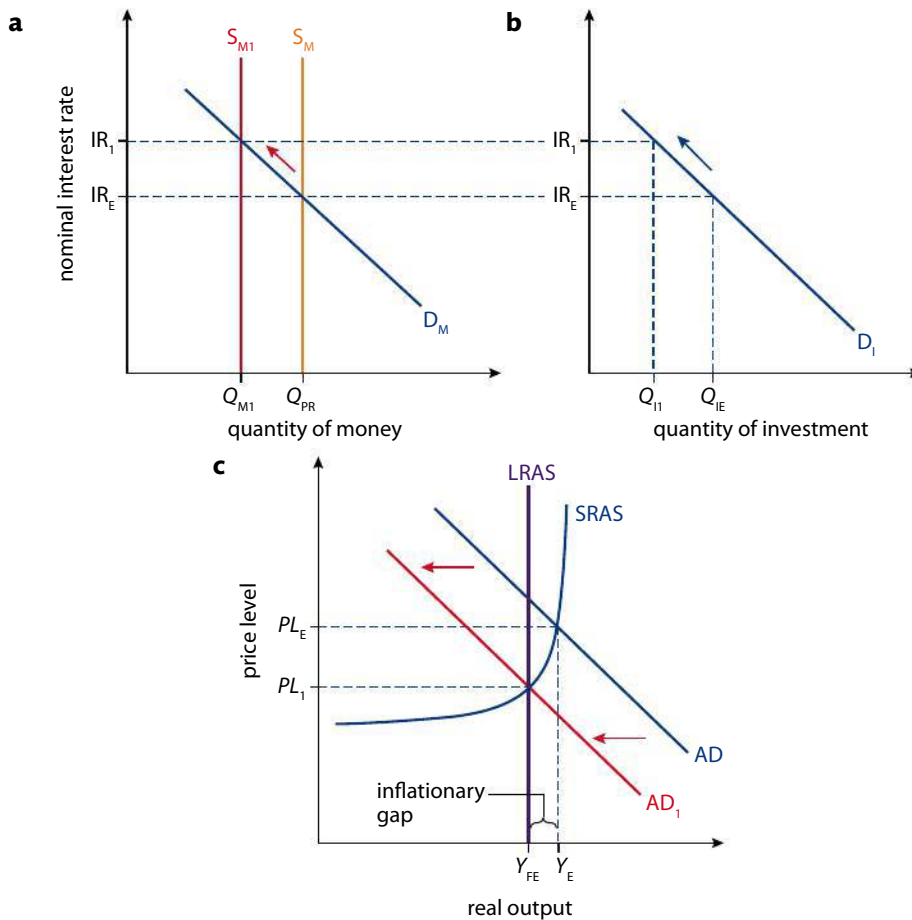 a
S_M1
S_M
nominal interest rate
IR_1
IR_E
D_M
Q_M1
Q_PR
quantity of money
b
IR_1
IR_E
D_I
Q_I1
Q_IE
quantity of investment
c
LRAS
SRAS
price level
PL_E
PL_1
AD
AD_1
inflationary
gap
Y_FE
Y_E
real output